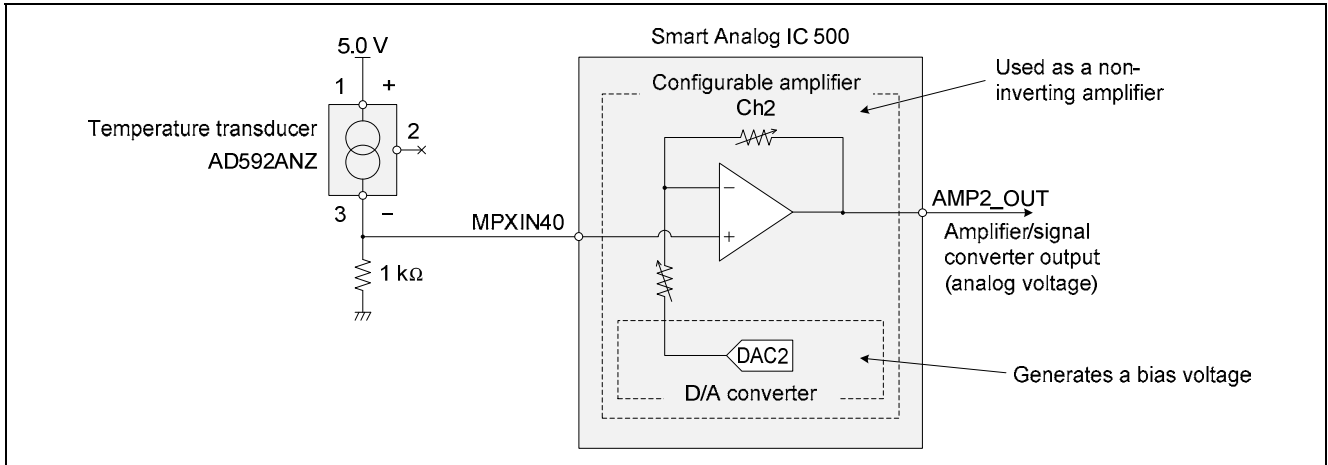 Smart Analog IC 500
5.0 V
1
+
Temperature transducer
AD592ANZ
2
3
−
1 kΩ
MPXIN40
Configurable amplifier
Ch2
−
+
DAC2
D/A converter
Used as a non-
inverting amplifier
AMP2_OUT
Amplifier/signal
converter output
(analog voltage)
Generates a bias voltage